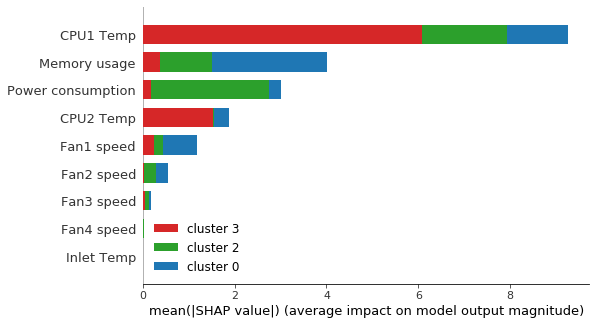 CPU1 Temp
Memory usage
Power consumption
CPU2 Temp
Fan1 speed
Fan2 speed
Fan3 speed
Fan4 speed
Inlet Temp
cluster 3
cluster 2
cluster 0
0 2 4 6 8
mean(|SHAP value|) (average impact on model output magnitude)